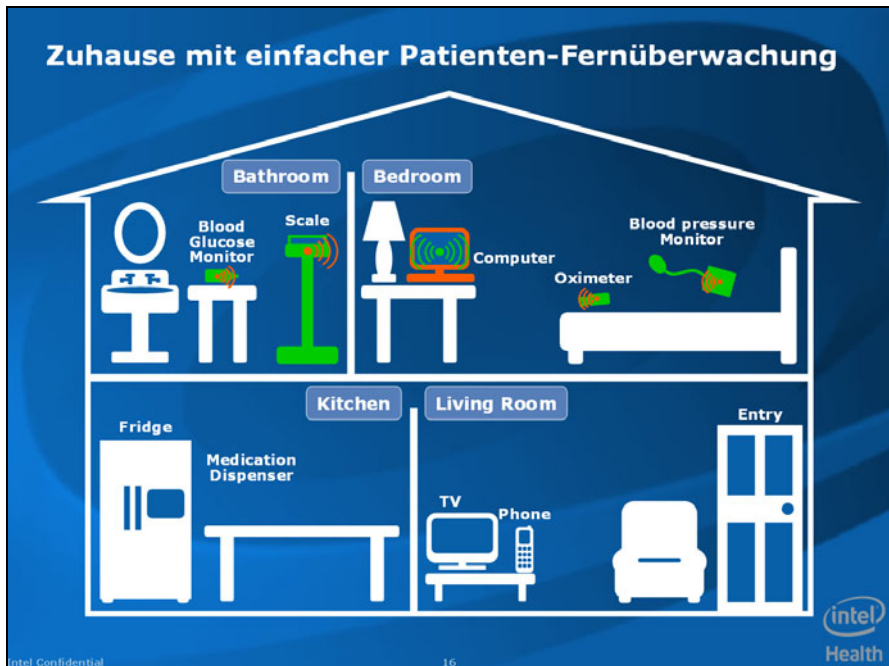 Zuhause mit einfacher Patienten-Fernüberwachung
Bathroom
Bedroom
Blood
Glucose
Monitor
Scale
Computer
Oximeter
Blood pressure
Monitor
Kitchen
Living Room
Fridge
Medication
Dispenser
TV
Phone
Entry
intel
Health
Intel Confidential
16